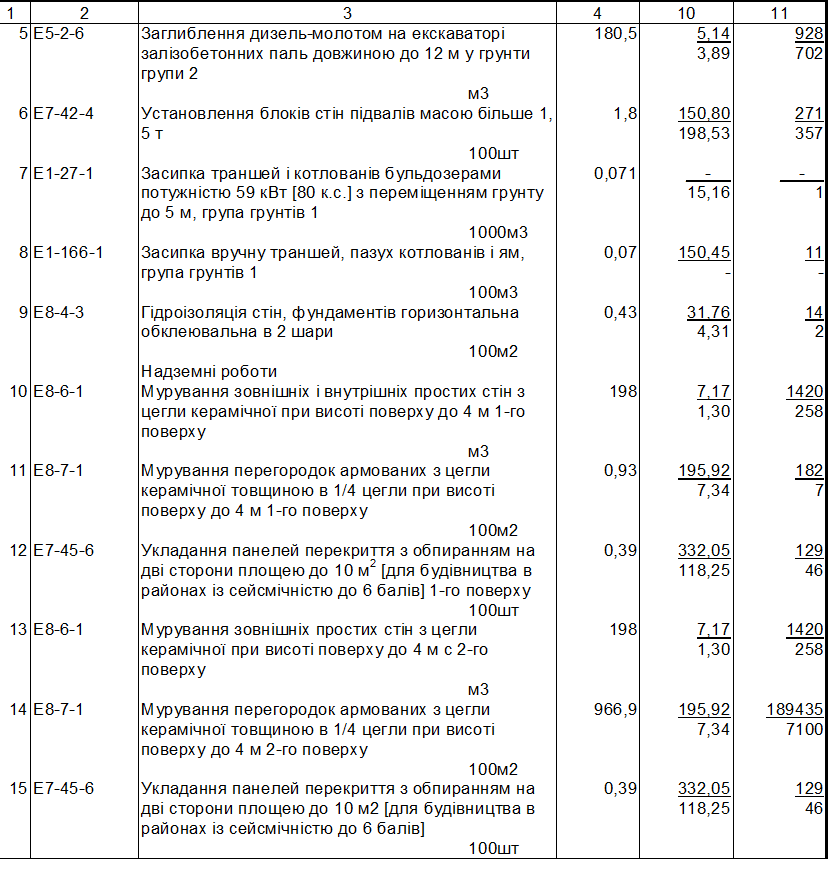 1 2 3 4 10 11
5 Е5-2-6 Заглиблення дизель-молотом на екскаваторі 180,5 5,14 928
залізобетонних паль довжиною до 12 м у грунти 3,89 702
групи 2
м3
6 Е7-42-4 Установлення блоків стін підвалів масою більше 1, 1,8 150,80 271
5 т 198,53 357
100шт
7 Е1-27-1 Засипка траншей і котлованів бульдозерами 0,071 - -
потужністю 59 кВт [80 к.с.] з переміщенням грунту 15,16 1
до 5 м, група грунтів 1
1000м3
8 Е1-166-1 Засипка вручну траншей, пазух котлованів і ям, 0,07 150,45 11
група грунтів 1 - -
100м3
9 Е8-4-3 Гідроізоляція стін, фундаментів горизонтальна 0,43 31,76 14
обклеювальна в 2 шари 4,31 2
100м2
Надземні роботи
10 Е8-6-1 Мурування зовнішніх і внутрішніх простих стін з 198 7,17 1420
цегли керамічної при висоті поверху до 4 м 1-го 1,30 258
поверху
м3
11 Е8-7-1 Мурування перегородок армованих з цегли 0,93 195,92 182
керамічної товщиною в 1/4 цегли при висоті 7,34 7
поверху до 4 м 1-го поверху
100м2
12 Е7-45-6 Укладання панелей перекриття з обпиранням на 0,39 332,05 129
дві сторони площею до 10 м2 [для будівництва в 118,25 46
районах із сейсмічністю до 6 балів] 1-го поверху
100шт
13 Е8-6-1 Мурування зовнішніх простих стін з цегли 198 7,17 1420
керамічної при висоті поверху до 4 м с 2-го 1,30 258
поверху
м3
14 Е8-7-1 Мурування перегородок армованих з цегли 966,9 195,92 189435
керамічної товщиною в 1/4 цегли при висоті 7,34 7100
поверху до 4 м 2-го поверху
100м2
15 Е7-45-6 Укладання панелей перекриття з обпиранням на 0,39 332,05 129
дві сторони площею до 10 м2 [для будівництва в 118,25 46
районах із сейсмічністю до 6 балів]
100шт